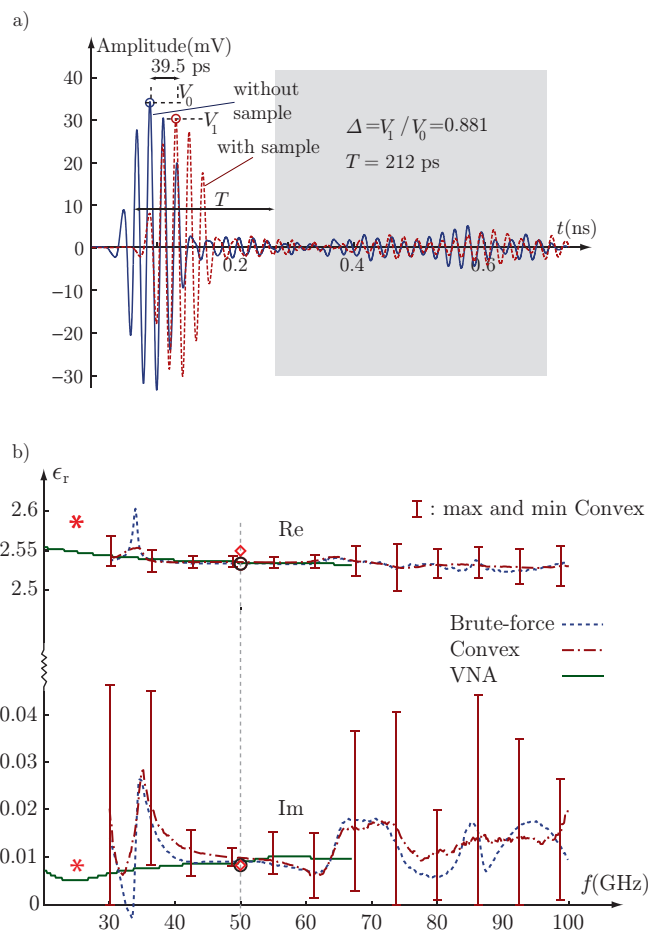 a)
Amplitude(mV)
39.5 ps
40
V0
without
sample
30
V1
Δ=V1/V0=0.881
with sample
20
T = 212 ps
10
T
t(ns)
0
0.2
0.4
0.6
−10
−20
−30
b)
ϵr
2.6
Re
: max and min Convex
2.55
2.5
Brute-force
Convex
VNA
0.04
0.03
0.02
Im
0.01
0
f(GHz)
30
40
50
60
70
80
90
100